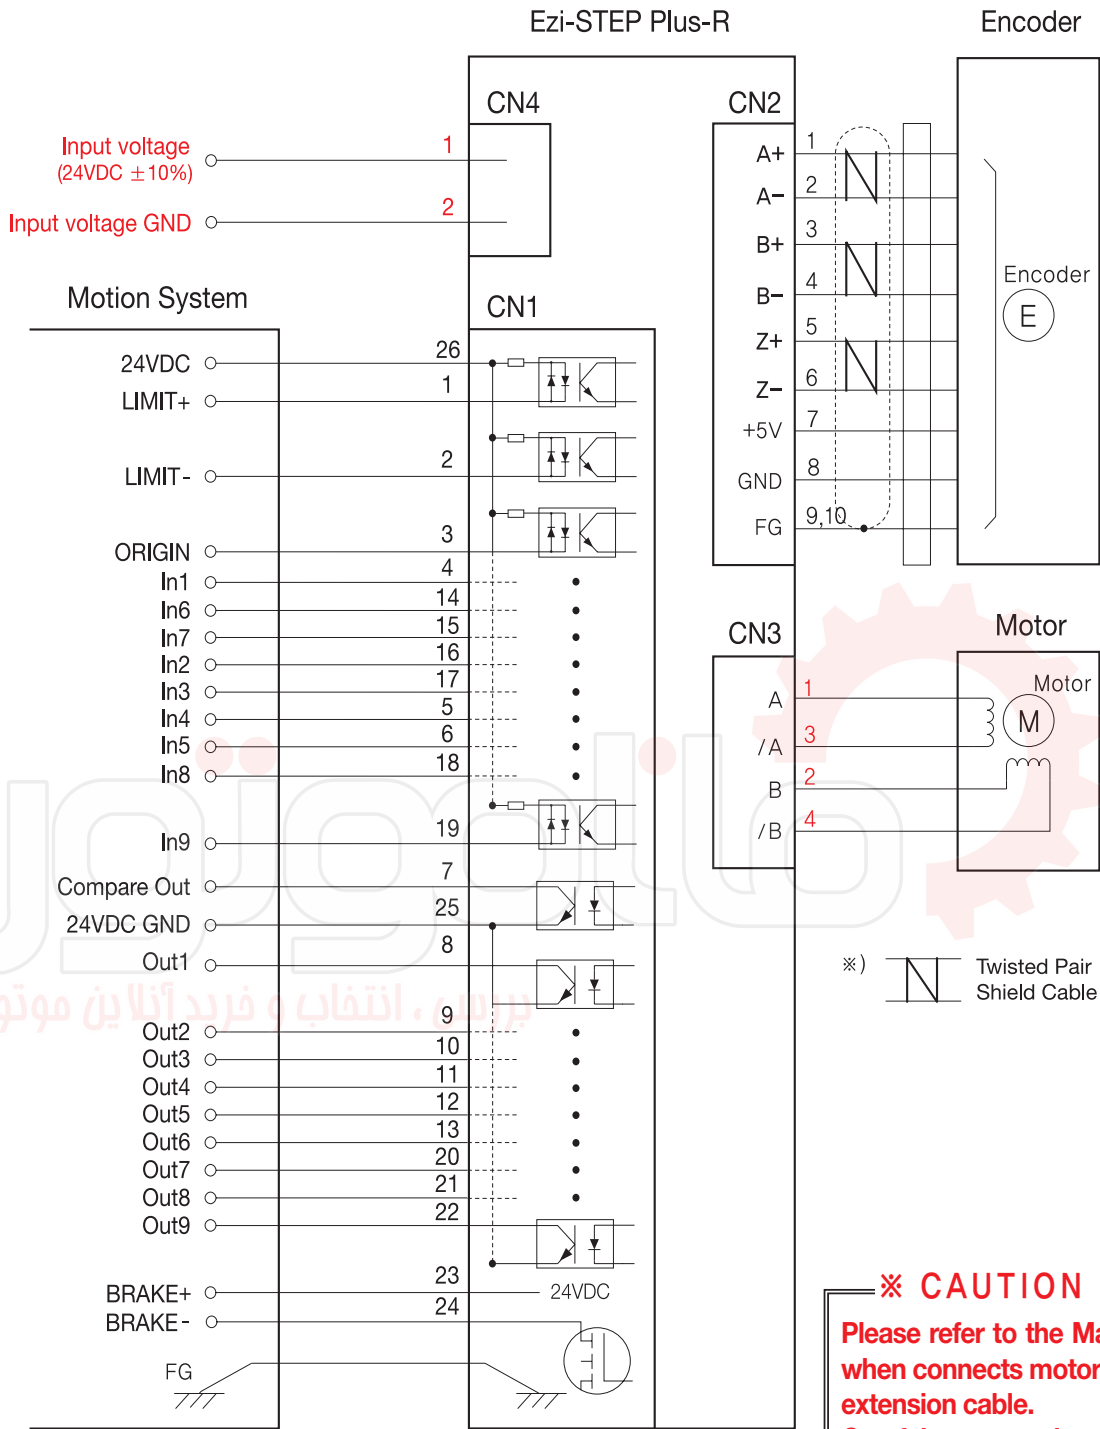 Ezi-STEP Plus-R
Encoder
CN4
CN2
Input voltage
(24VDC ±10%)
1
Input voltage GND
2
A+ 1
A- 2
B+ 3
B- 4
Z+ 5
Z- 6
+5V 7
GND 8
FG 9,10
Encoder
E
Motion System
CN1
24VDC 26
LIMIT+ 1
LIMIT- 2
ORIGIN 3
In1 4
In6 14
In7 15
In2 16
In3 17
In4 5
In5 6
In8 18
In9 19
Compare Out 7
24VDC GND 25
Out1 8
Out2 9
Out3 10
Out4 11
Out5 12
Out6 13
Out7 20
Out8 21
Out9 22
BRAKE+ 23
24VDC
BRAKE- 24
FG
CN3
Motor
A 1
/A 3
B 2
/B 4
Motor
M
※) Twisted Pair
Shield Cable
ماموتور
بررسی ، انتخاب و خرید آنلاین
※ CAUTION
Please refer to the
when connects motor
extension cable.